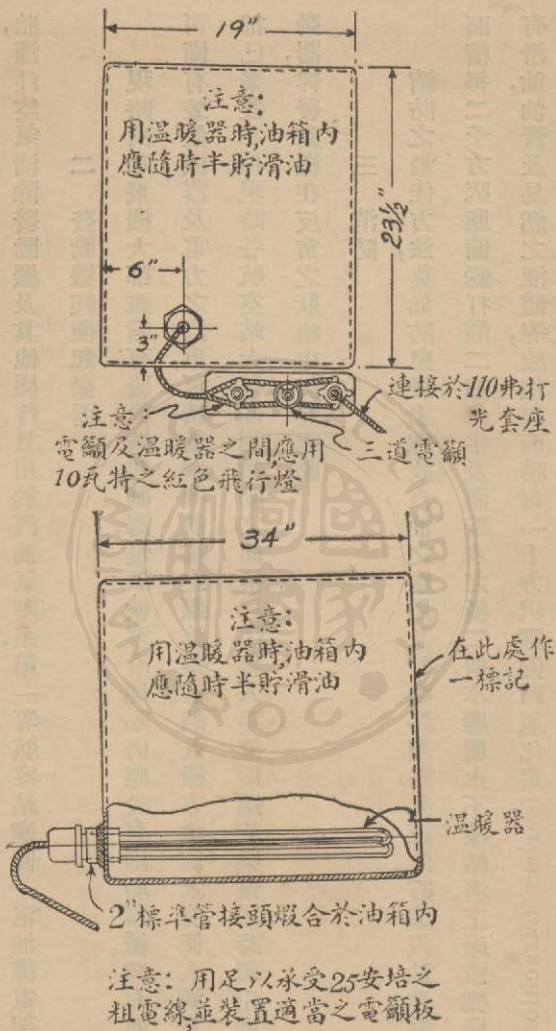 19"
注意:
用温暖器時,油箱内
應隨時半貯滑油
23½"
6"
3"
連接於110弗打
光套座
注意:
電籲及温暖器之間,應用
10瓦特之紅色飛行燈
三道電籲
34"
注意:
用温暖器時,油箱内
應隨時半貯滑油
在此處作
一標記
温暖器
2"標準管接頭煅合於油箱内
注意: 用足以承受25安培之
粗電線,並裝置適當之電籲板